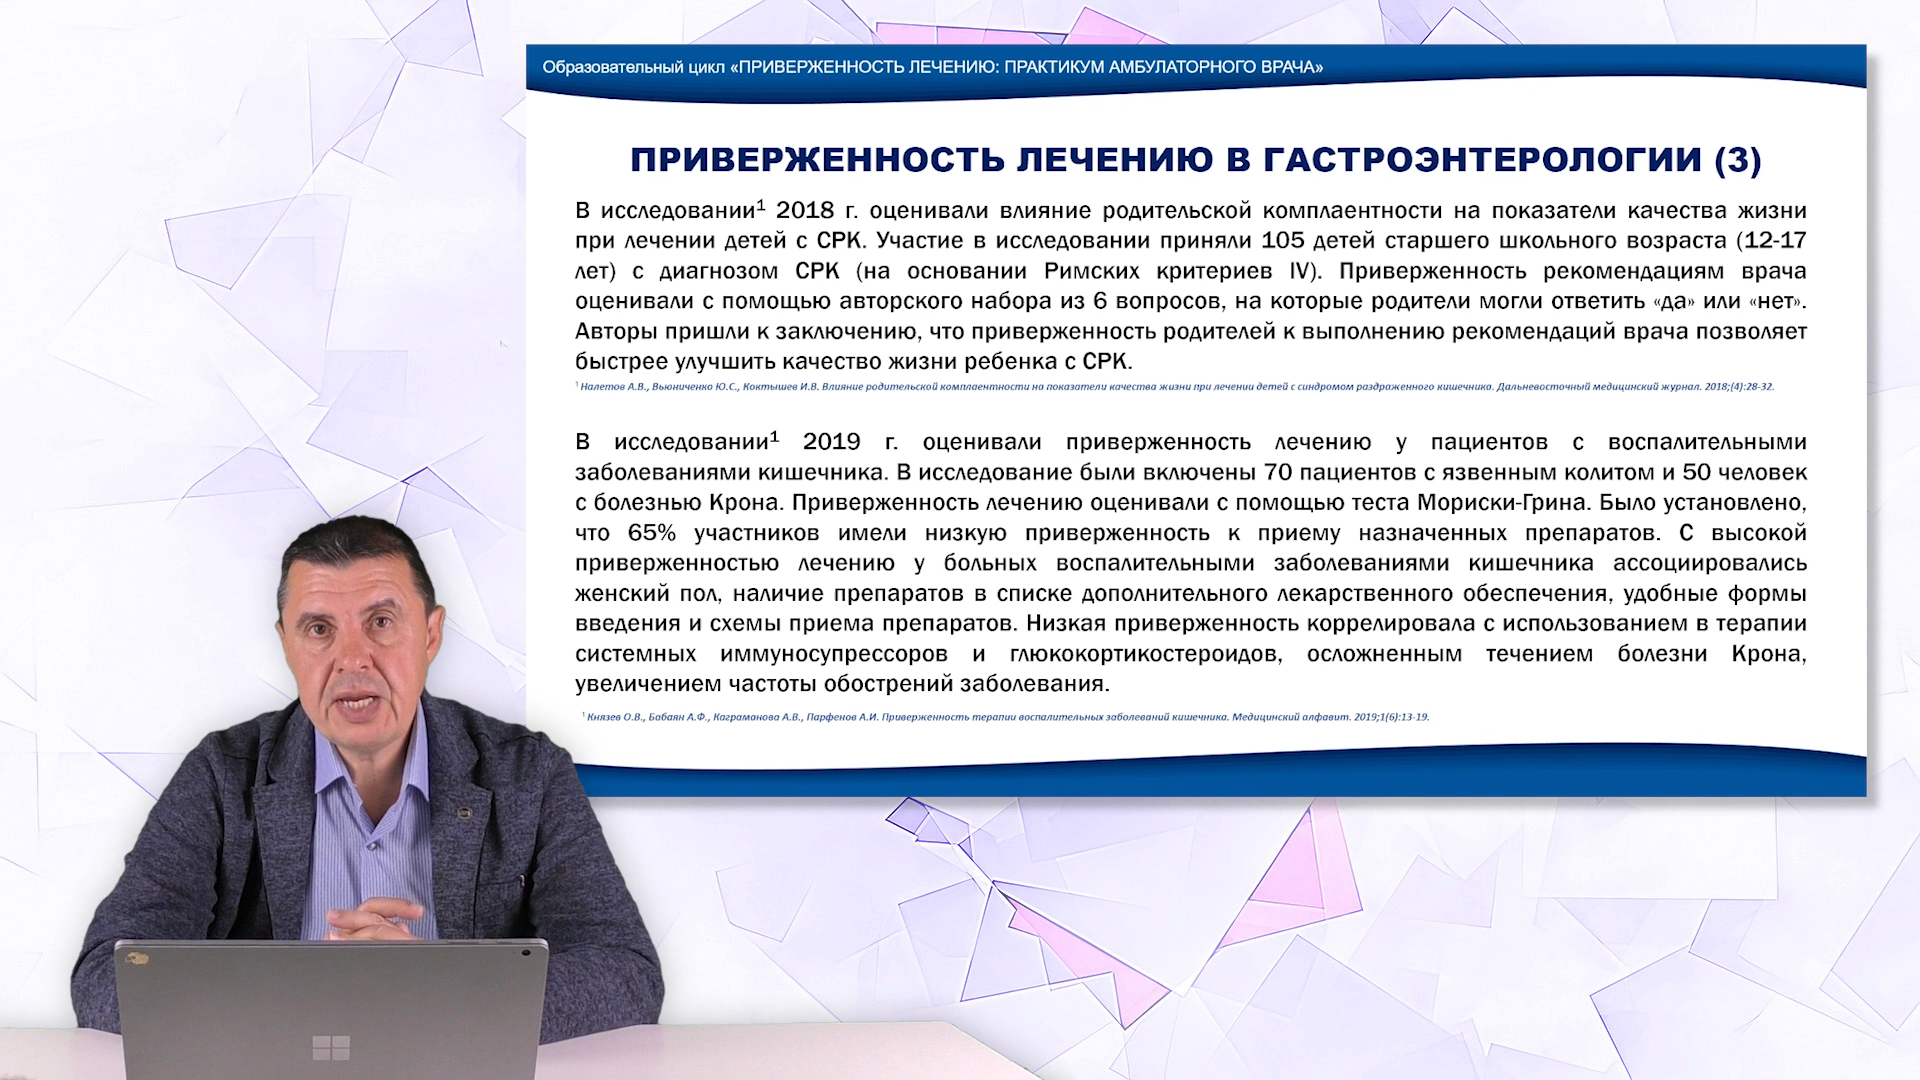 Образовательный цикл «ПРИВЕРЖЕННОСТЬ ЛЕЧЕНИЮ: ПРАКТИКУМ АМБУЛАТОРНОГО ВРАЧА»
ПРИВЕРЖЕННОСТЬ ЛЕЧЕНИЮ В ГАСТРОЭНТЕРОЛОГИИ (3)
В исследовании¹ 2018 г. оценивали влияние родительской комплаентности на показатели качества жизни
при лечении детей с СРК. Участие в исследовании приняли 105 детей старшего школьного возраста (12-17
лет) с диагнозом СРК (на основании Римских критериев IV). Приверженность рекомендациям врача
оценивали с помощью авторского набора из 6 вопросов, на которые родители могли ответить «да» или «нет».
Авторы пришли к заключению, что приверженность родителей к выполнению рекомендаций врача позволяет
быстрее улучшить качество жизни ребенка с СРК.
¹ Налетов А.В., Вьюниченко Ю.С., Коктышев И.В. Влияние родительской комплаентности на показатели качества жизни при лечении детей с синдромом раздраженного кишечника. Дальневосточный медицинский журнал. 2018;(4):28-32.
В исследовании¹ 2019 г. оценивали приверженность лечению у пациентов с воспалительными
заболеваниями кишечника. В исследование были включены 70 пациентов с язвенным колитом и 50 человек
с болезнью Крона. Приверженность лечению оценивали с помощью теста Мориски-Грина. Было установлено,
что 65% участников имели низкую приверженность к приему назначенных препаратов. С высокой
приверженностью лечению у больных воспалительными заболеваниями кишечника ассоциировались
женский пол, наличие препаратов в списке дополнительного лекарственного обеспечения, удобные формы
введения и схемы приема препаратов. Низкая приверженность коррелировала с использованием в терапии
системных иммуносупрессоров и глюкокортикостероидов, осложненным течением болезни Крона,
увеличением частоты обострений заболевания.
¹ Князев О.В., Бабаян А.Ф., Каграманова А.В., Парфенов А.И. Приверженность терапии воспалительных заболеваний кишечника. Медицинский алфавит. 2019;1(6):13-19.